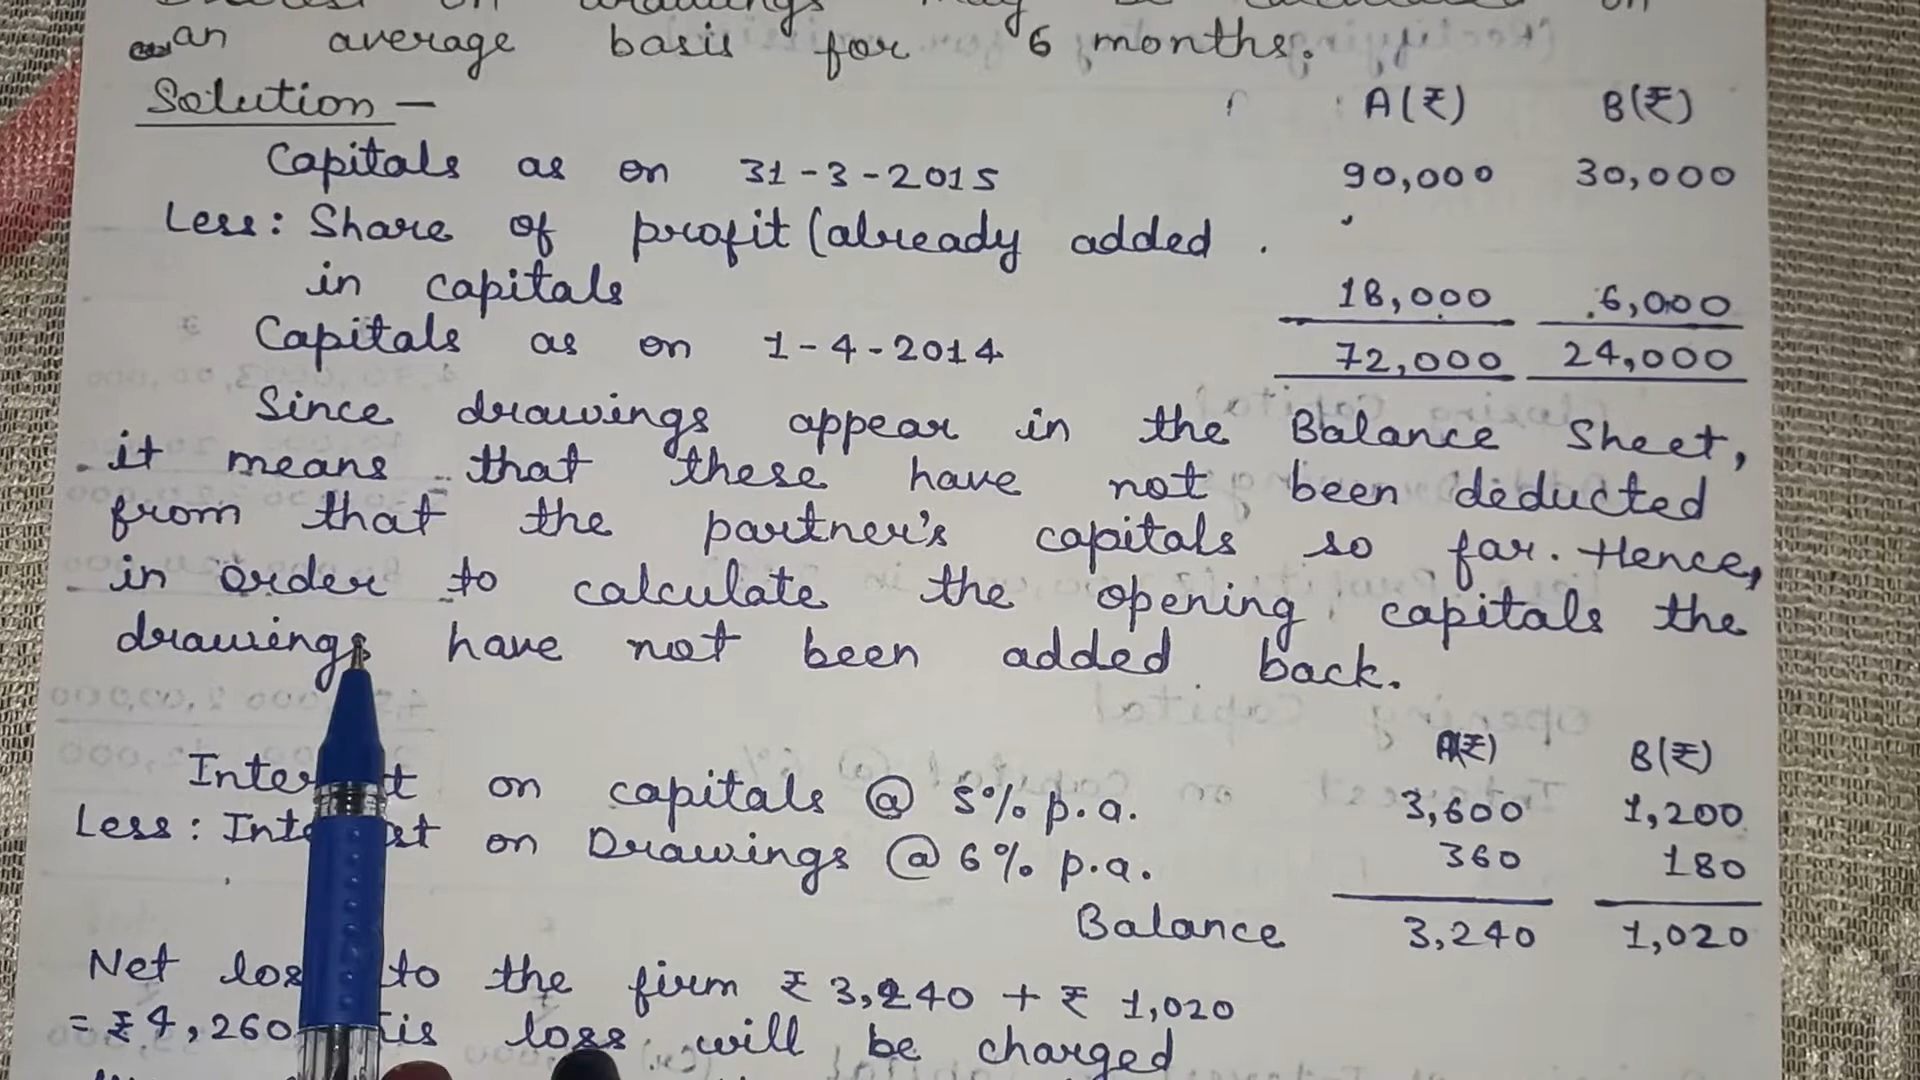 an average basis for 6 months.
Solution - A(₹) B(₹)
Capitals as on 31-3-2015 90,000 30,000
Less: Share of profit (already added
in capitals 18,000 6,000
Capitals as on 1-4-2014 72,000 24,000
Since drawings appear in the Balance Sheet,
it means that these have not been deducted
from that the partner's capitals so far. Hence,
in order to calculate the opening capitals the
drawings have not been added back.
A(₹) B(₹)
on capitals @ 5% p.a. 3,600 1,200
Less: on Drawings @ 6% p.a. 360 180
Balance 3,240 1,020
Net to the firm ₹ 3,240 + ₹ 1,020
= ₹ 4,260 loss will be charged